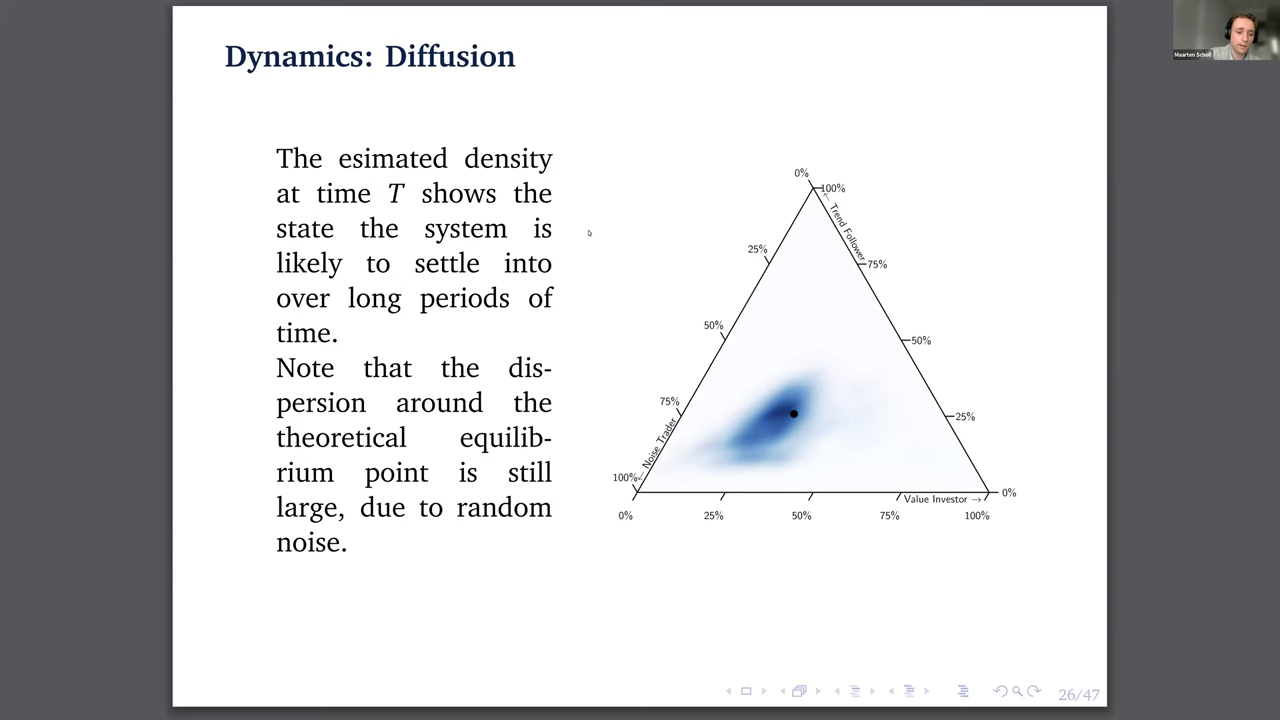 Dynamics: Diffusion
Maarten Scholl
The esimated density
at time T shows the
state the system is
likely to settle into
over long periods of
time.
Note that the dis-
persion around the
theoretical equilib-
rium point is still
large, due to random
noise.
0%
100%
← Trend Follower
25%
75%
50%
50%
75%
25%
← Noise Trader
100%
Value Investor →
0%
0%
25%
50%
75%
100%
26/47